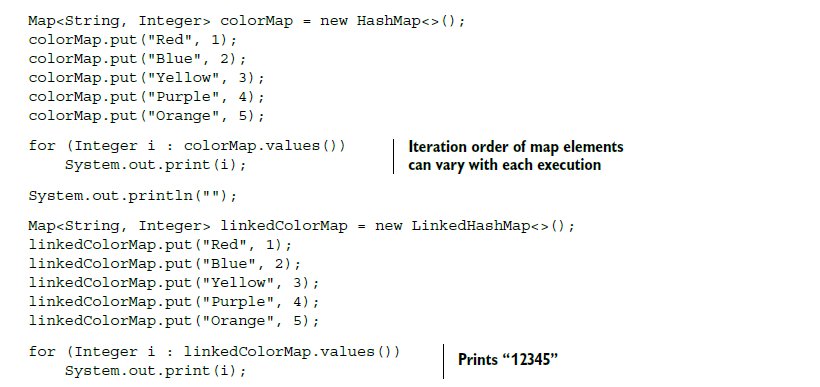 Map<String, Integer> colorMap = new HashMap<>();
colorMap.put("Red", 1);
colorMap.put("Blue", 2);
colorMap.put("Yellow", 3);
colorMap.put("Purple", 4);
colorMap.put("Orange", 5);
for (Integer i : colorMap.values())
    System.out.print(i);
Iteration order of map elements
can vary with each execution
System.out.println("");
Map<String, Integer> linkedColorMap = new LinkedHashMap<>();
linkedColorMap.put("Red", 1);
linkedColorMap.put("Blue", 2);
linkedColorMap.put("Yellow", 3);
linkedColorMap.put("Purple", 4);
linkedColorMap.put("Orange", 5);
for (Integer i : linkedColorMap.values())
    System.out.print(i);
Prints “12345”